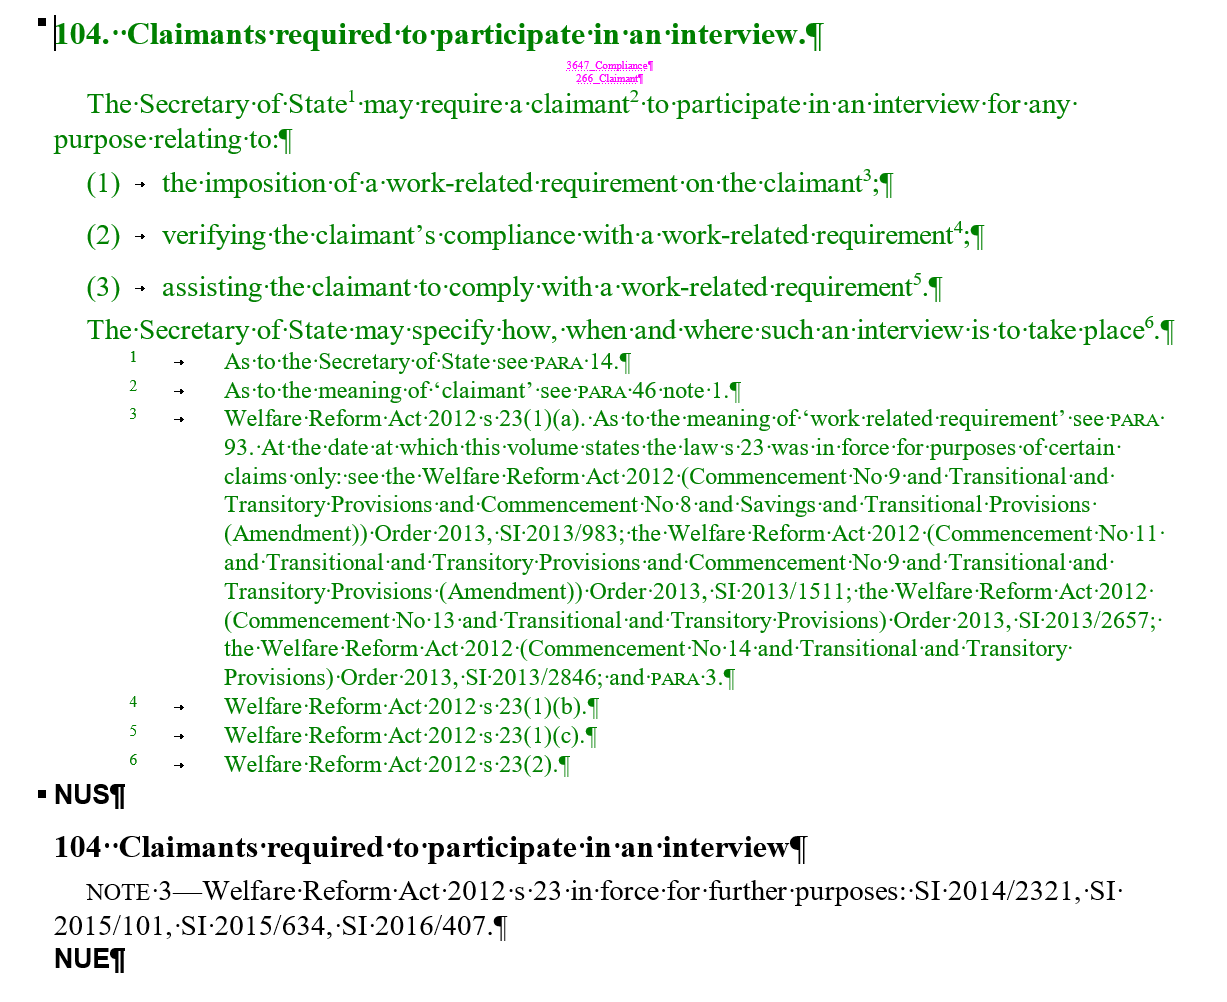 104.  Claimants required to participate in an interview.¶
3647_Compliance¶
266_Claimant¶
The Secretary of State¹ may require a claimant² to participate in an interview for any
purpose relating to:¶
(1) → the imposition of a work-related requirement on the claimant³;¶
(2) → verifying the claimant’s compliance with a work-related requirement⁴;¶
(3) → assisting the claimant to comply with a work-related requirement⁵.¶
The Secretary of State may specify how, when and where such an interview is to take place⁶.¶
1 → As to the Secretary of State see PARA 14.¶
2 → As to the meaning of ‘claimant’ see PARA 46 note 1.¶
3 → Welfare Reform Act 2012 s 23(1)(a). As to the meaning of ‘work related requirement’ see PARA
93. At the date at which this volume states the law s 23 was in force for purposes of certain
claims only: see the Welfare Reform Act 2012 (Commencement No 9 and Transitional and
Transitory Provisions and Commencement No 8 and Savings and Transitional Provisions
(Amendment)) Order 2013, SI 2013/983; the Welfare Reform Act 2012 (Commencement No 11
and Transitional and Transitory Provisions and Commencement No 9 and Transitional and
Transitory Provisions (Amendment)) Order 2013, SI 2013/1511; the Welfare Reform Act 2012
(Commencement No 13 and Transitional and Transitory Provisions) Order 2013, SI 2013/2657;
the Welfare Reform Act 2012 (Commencement No 14 and Transitional and Transitory
Provisions) Order 2013, SI 2013/2846; and PARA 3.¶
4 → Welfare Reform Act 2012 s 23(1)(b).¶
5 → Welfare Reform Act 2012 s 23(1)(c).¶
6 → Welfare Reform Act 2012 s 23(2).¶
NUS¶
104  Claimants required to participate in an interview¶
NOTE 3—Welfare Reform Act 2012 s 23 in force for further purposes: SI 2014/2321, SI
2015/101, SI 2015/634, SI 2016/407.¶
NUE¶